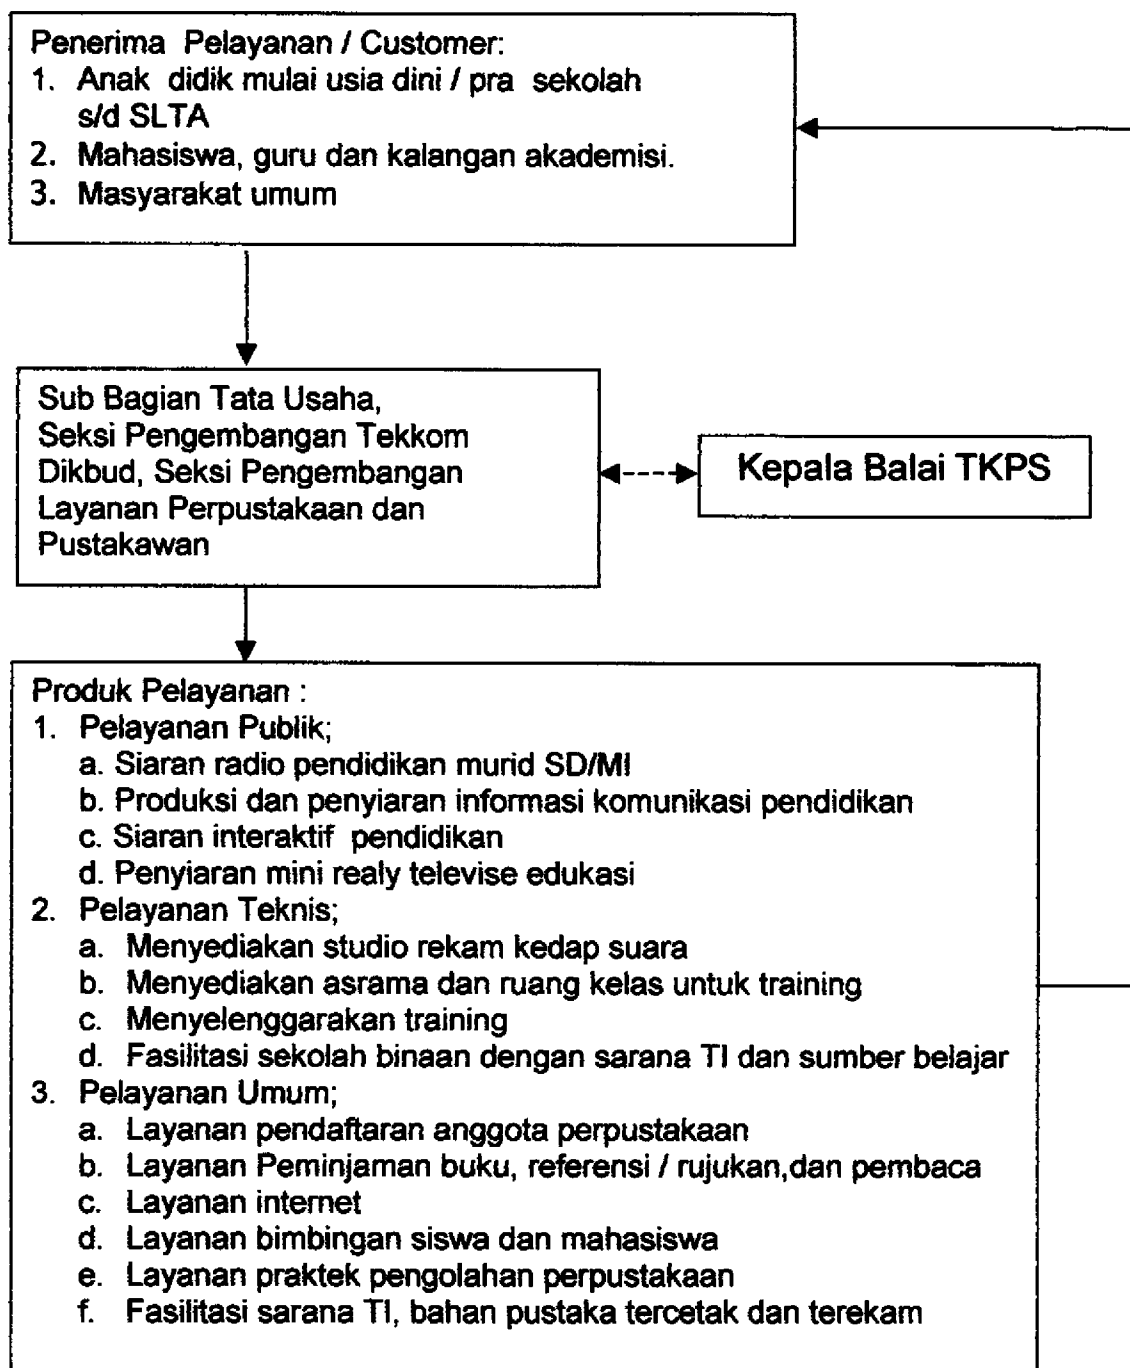 Penerima Pelayanan / Customer:
1. Anak didik mulai usia dini / pra sekolah
s/d SLTA
2. Mahasiswa, guru dan kalangan akademisi.
3. Masyarakat umum
Sub Bagian Tata Usaha,
Seksi Pengembangan Tekkom
Dikbud, Seksi Pengembangan
Layanan Perpustakaan dan
Pustakawan
Kepala Balai TKPS
Produk Pelayanan :
1. Pelayanan Publik;
a. Siaran radio pendidikan murid SD/MI
b. Produksi dan penyiaran informasi komunikasi pendidikan
c. Siaran interaktif pendidikan
d. Penyiaran mini realy televise edukasi
2. Pelayanan Teknis;
a. Menyediakan studio rekam kedap suara
b. Menyediakan asrama dan ruang kelas untuk training
c. Menyelenggarakan training
d. Fasilitasi sekolah binaan dengan sarana TI dan sumber belajar
3. Pelayanan Umum;
a. Layanan pendaftaran anggota perpustakaan
b. Layanan Peminjaman buku, referensi / rujukan,dan pembaca
c. Layanan internet
d. Layanan bimbingan siswa dan mahasiswa
e. Layanan praktek pengolahan perpustakaan
f. Fasilitasi sarana TI, bahan pustaka tercetak dan terekam